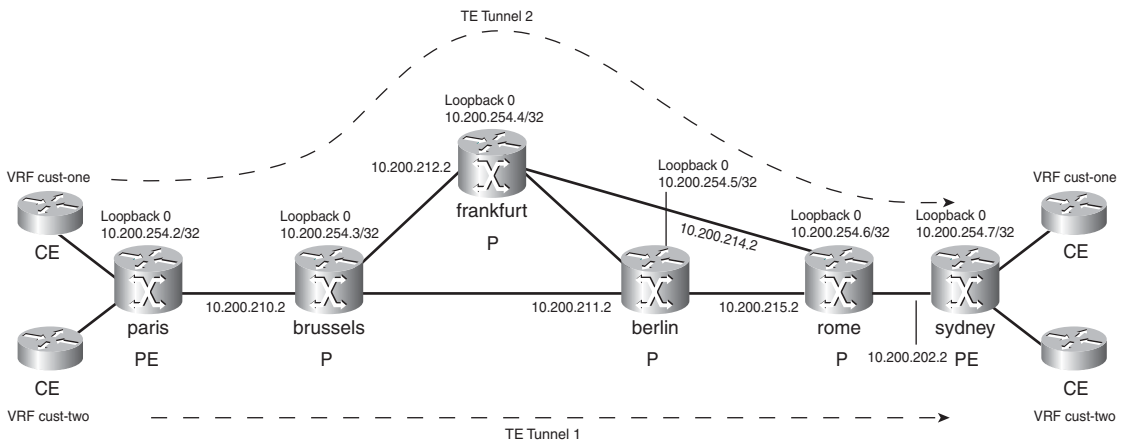 TE Tunnel 2
Loopback 0
10.200.254.4/32
10.200.212.2
frankfurt
P
Loopback 0
10.200.254.5/32
10.200.214.2
VRF cust-one
CE
Loopback 0
10.200.254.2/32
paris
PE
10.200.210.2
Loopback 0
10.200.254.3/32
brussels
P
10.200.211.2
berlin
P
10.200.215.2
Loopback 0
10.200.254.6/32
rome
P
10.200.202.2
Loopback 0
10.200.254.7/32
sydney
PE
VRF cust-one
CE
CE
VRF cust-two
CE
VRF cust-two
TE Tunnel 1